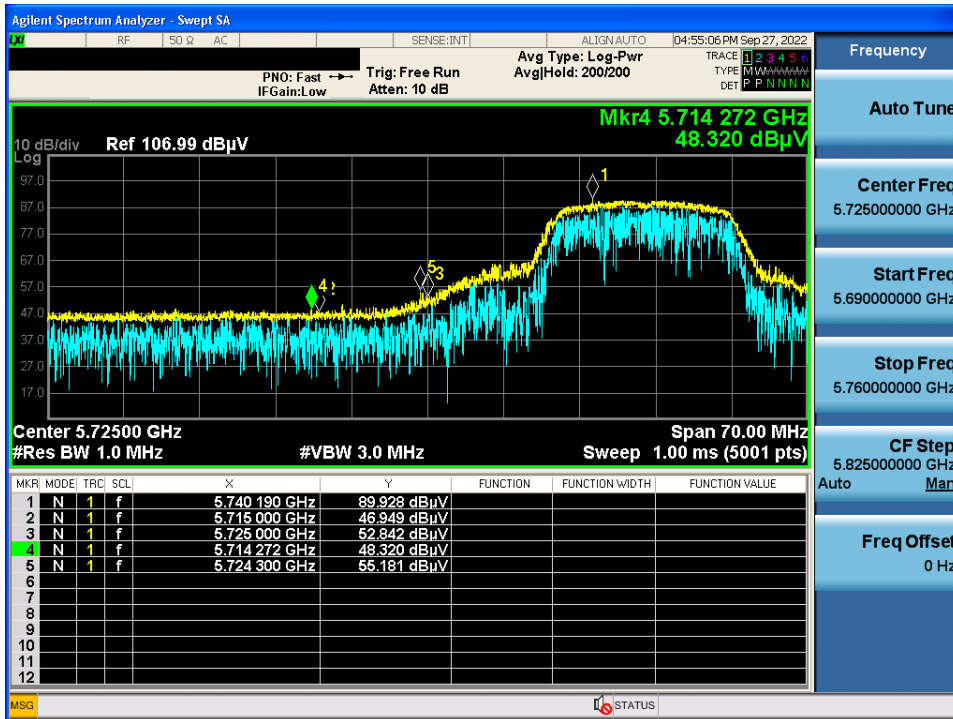 Agilent Spectrum Analyzer - Swept SA
LXI RF 50 Ω AC SENSE:INT ALIGN AUTO 04:55:06 PM Sep 27, 2022
PNO: Fast Trig: Free Run Avg Type: Log-Pwr TRACE 1 2 3 4 5 6
IFGain:Low Atten: 10 dB Avg|Hold: 200/200 TYPE M
DET P P N N N N
Mkr4 5.714 272 GHz
48.320 dBµV
10 dB/div Ref 106.99 dBµV
Log
97.0
87.0
77.0
67.0
57.0
47.0
37.0
27.0
17.0
1
5
3
4
Center 5.72500 GHz Span 70.00 MHz
#Res BW 1.0 MHz #VBW 3.0 MHz Sweep 1.00 ms (5001 pts)
MKR MODE TRC SCL X Y FUNCTION FUNCTION WIDTH FUNCTION VALUE
1 N 1 f 5.740 190 GHz 89.928 dBµV
2 N 1 f 5.715 000 GHz 46.949 dBµV
3 N 1 f 5.725 000 GHz 52.842 dBµV
4 N 1 f 5.714 272 GHz 48.320 dBµV
5 N 1 f 5.724 300 GHz 55.181 dBµV
6
7
8
9
10
11
12
MSG STATUS
Frequency
Auto Tune
Center Freq
5.725000000 GHz
Start Freq
5.690000000 GHz
Stop Freq
5.760000000 GHz
CF Step
5.825000000 GHz
Auto Man
Freq Offset
0 Hz